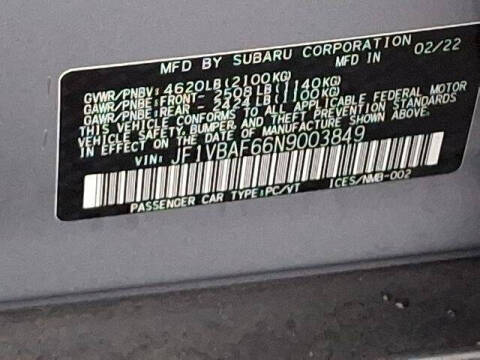 MFD BY SUBARU CORPORATION
MFD IN 02/22
GVWR/PNBV: 4620LB(2100KG)
GAWR/PNBE:FRONT- 2508LB(1140KG)
GAWR/PNBE:REAR - 2424LB(1100KG)
THIS VEHICLE CONFORMS TO ALL APPLICABLE FEDERAL MOTOR
VEHICLE SAFETY, BUMPER, AND THEFT PREVENTION STANDARDS
IN EFFECT ON THE DATE OF MANUFACTURE SHOWN ABOVE.
VIN: JF1VBAF66N9003849
PASSENGER CAR TYPE:PC/VT ICES/NMB-002